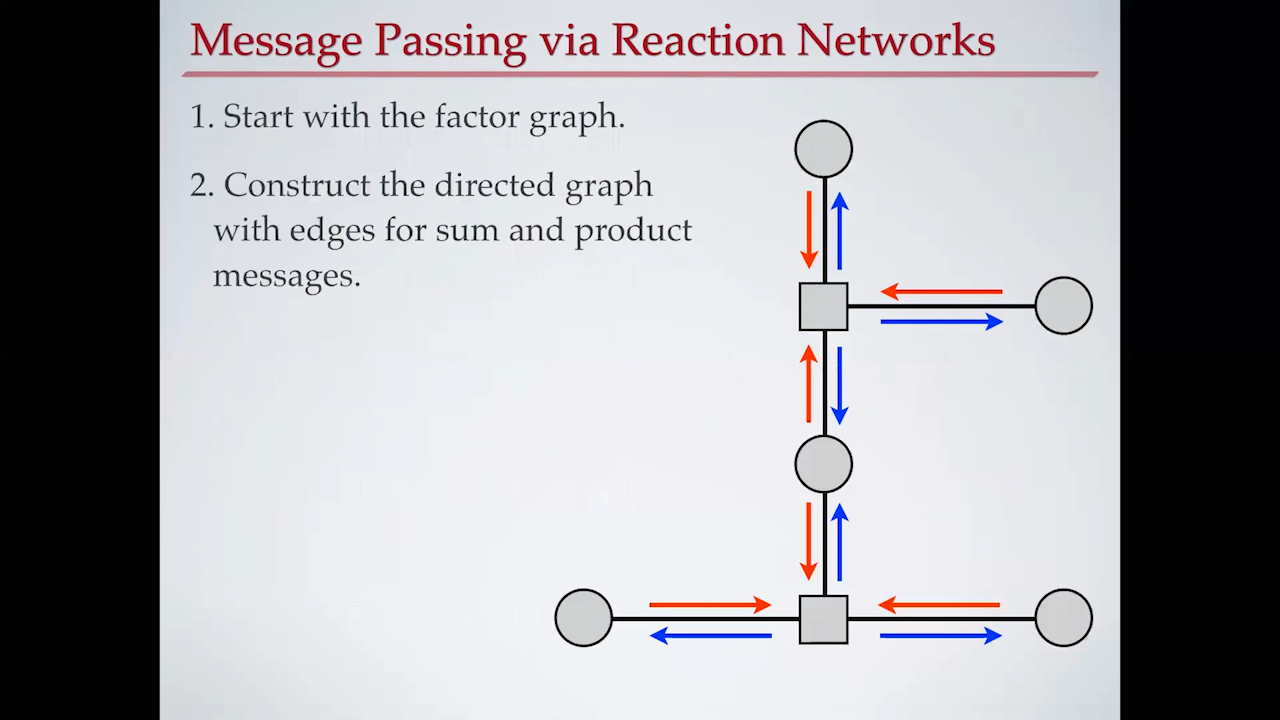 Message Passing via Reaction Networks
1. Start with the factor graph.
2. Construct the directed graph
with edges for sum and product
messages.